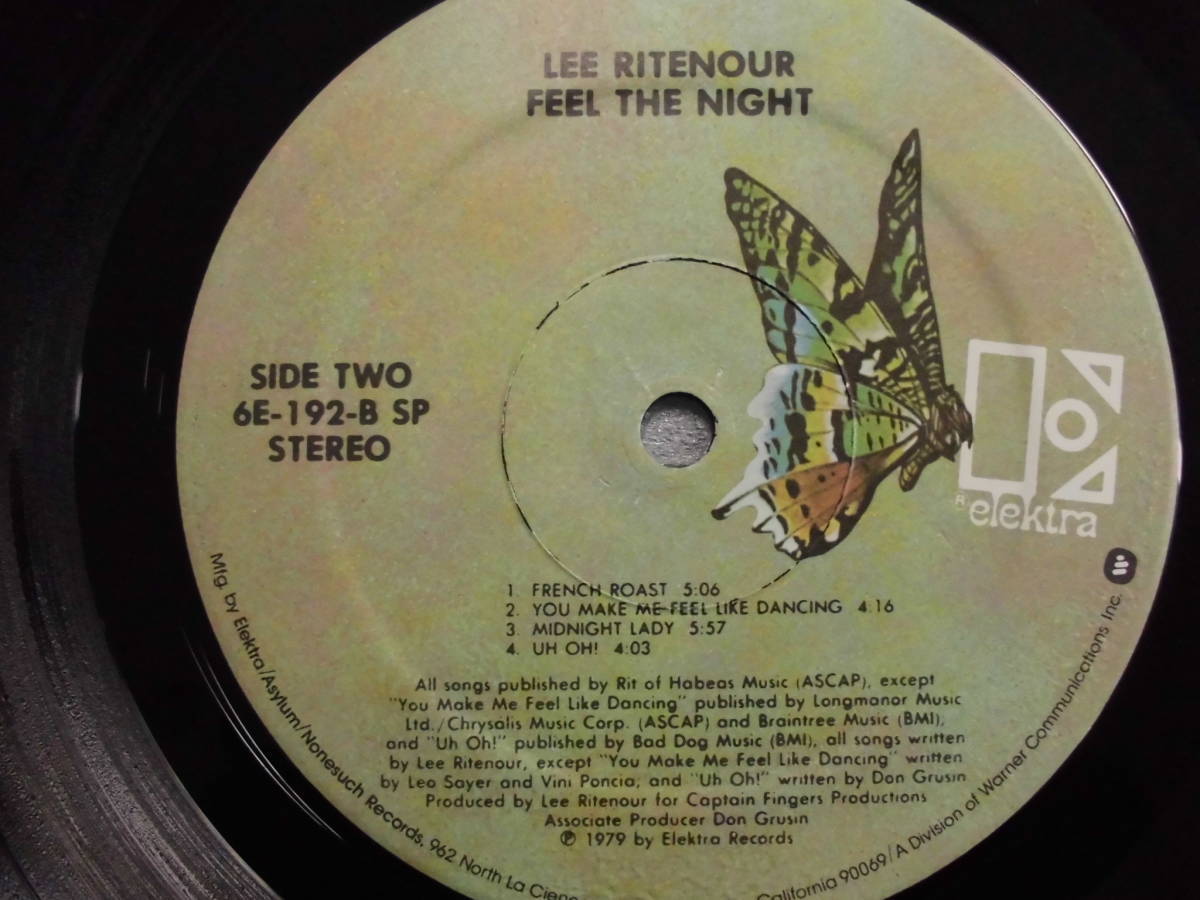 LEE RITENOUR
FEEL THE NIGHT
SIDE TWO
6E-192-B SP
STEREO
R
elektra
1. FRENCH ROAST 5:06
2. YOU MAKE ME FEEL LIKE DANCING 4:16
3. MIDNIGHT LADY 5:57
4. UH OH! 4:03
All songs published by Rit of Habeas Music (ASCAP), except
"You Make Me Feel Like Dancing" published by Longmanor Music
Ltd./Chrysalis Music Corp. (ASCAP) and Braintree Music (BMI),
and "Uh Oh!" published by Bad Dog Music (BMI), all songs written
by Lee Ritenour, except "You Make Me Feel Like Dancing" written
by Leo Sayer and Vini Poncia, and "Uh Oh!" written by Don Grusin
Produced by Lee Ritenour for Captain Fingers Productions
Associate Producer Don Grusin
℗ 1979 by Elektra Records
Mfg. by Elektra/Asylum/Nonesuch Records, 962 North La
California 90069/A Division of Warner Communications Inc.